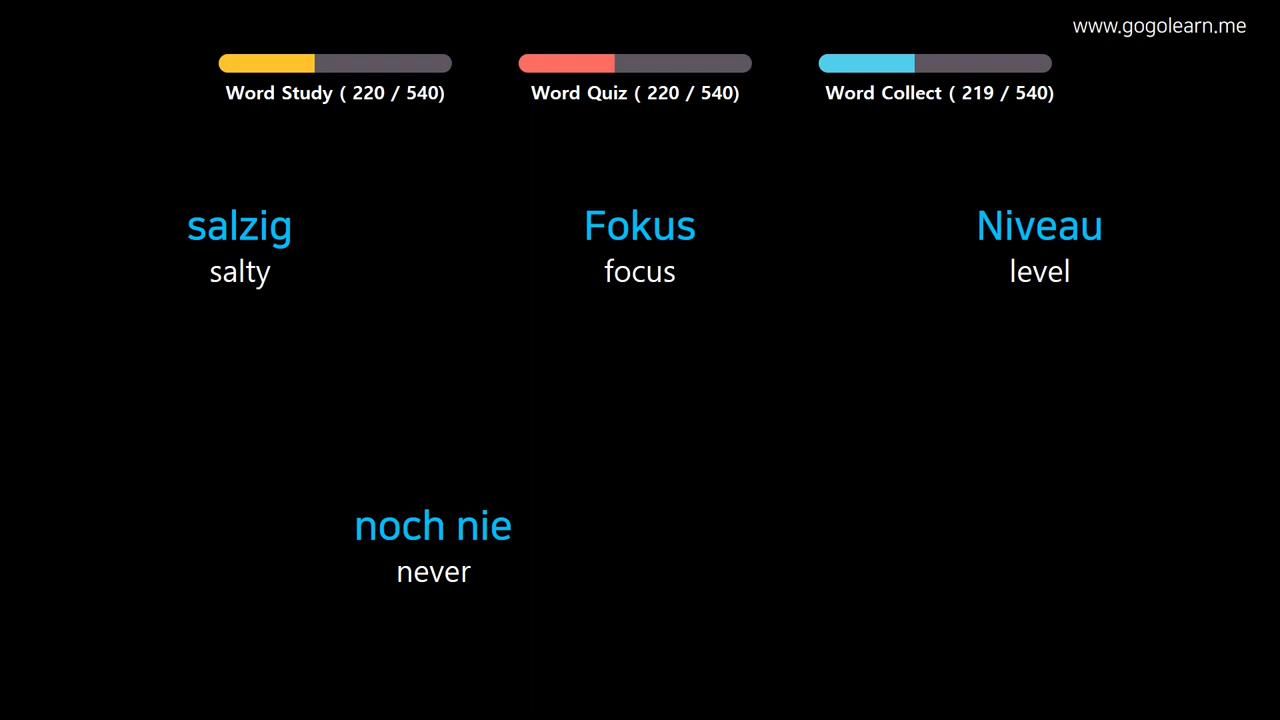 www.gogolearn.me
Word Study ( 220 / 540)
Word Quiz ( 220 / 540)
Word Collect ( 219 / 540)
salzig
salty
Fokus
focus
Niveau
level
noch nie
never